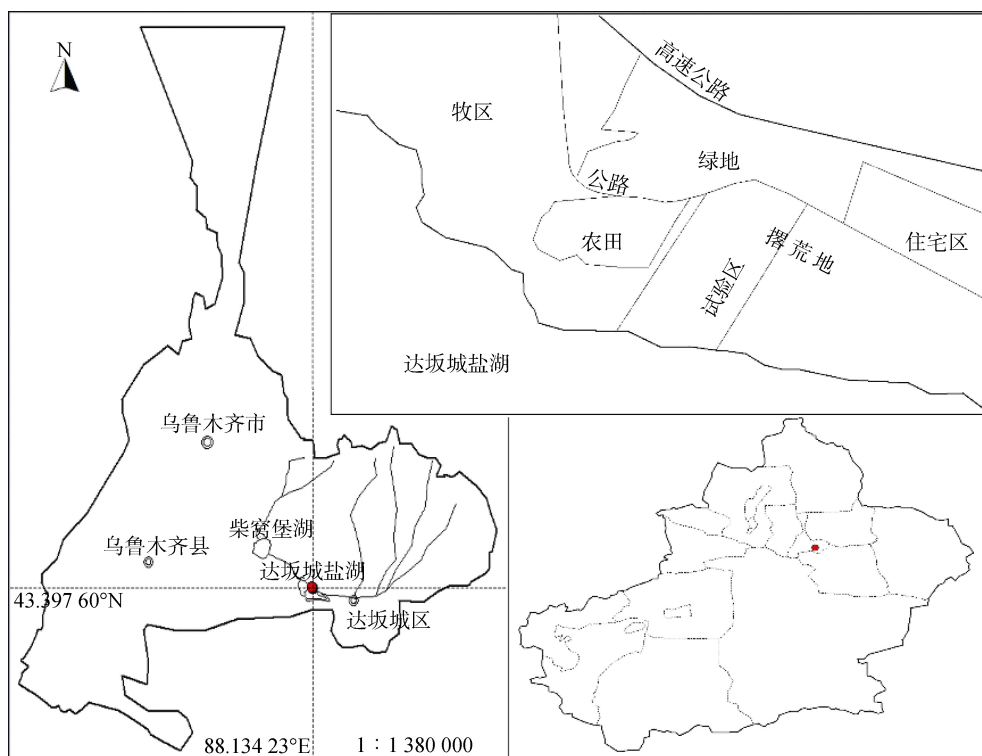 N
高速公路
牧区
绿地
公路
农田
撂荒地
住宅区
试验区
达坂城盐湖
乌鲁木齐市
柴窝堡湖
乌鲁木齐县
达坂城盐湖
43.397 60°N
达坂城区
88.134 23°E
1∶1 380 000